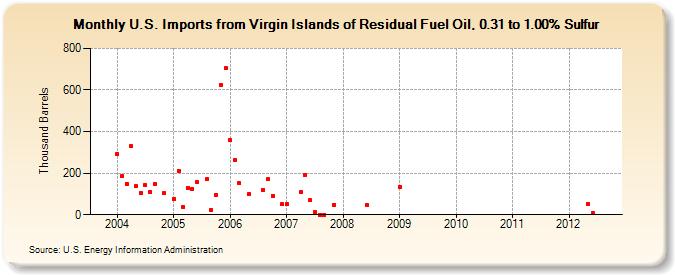 Monthly U.S. Imports from Virgin Islands of Residual Fuel Oil, 0.31 to 1.00% Sulfur
Thousand Barrels
800
600
400
200
0
2004 2005 2006 2007 2008 2009 2010 2011 2012
Source: U.S. Energy Information Administration